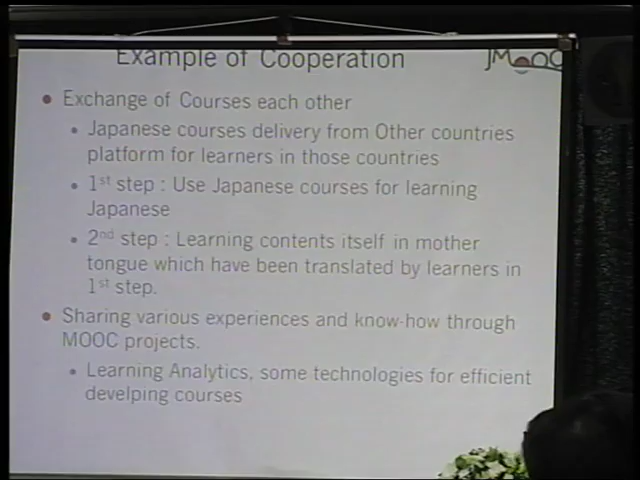 Example of Cooperation
JMOOC
• Exchange of Courses each other
• Japanese courses delivery from Other countries
platform for learners in those countries
• 1st step : Use Japanese courses for learning
Japanese
• 2nd step : Learning contents itself in mother
tongue which have been translated by learners in
1st step.
• Sharing various experiences and know-how through
MOOC projects.
• Learning Analytics, some technologies for efficient
develping courses